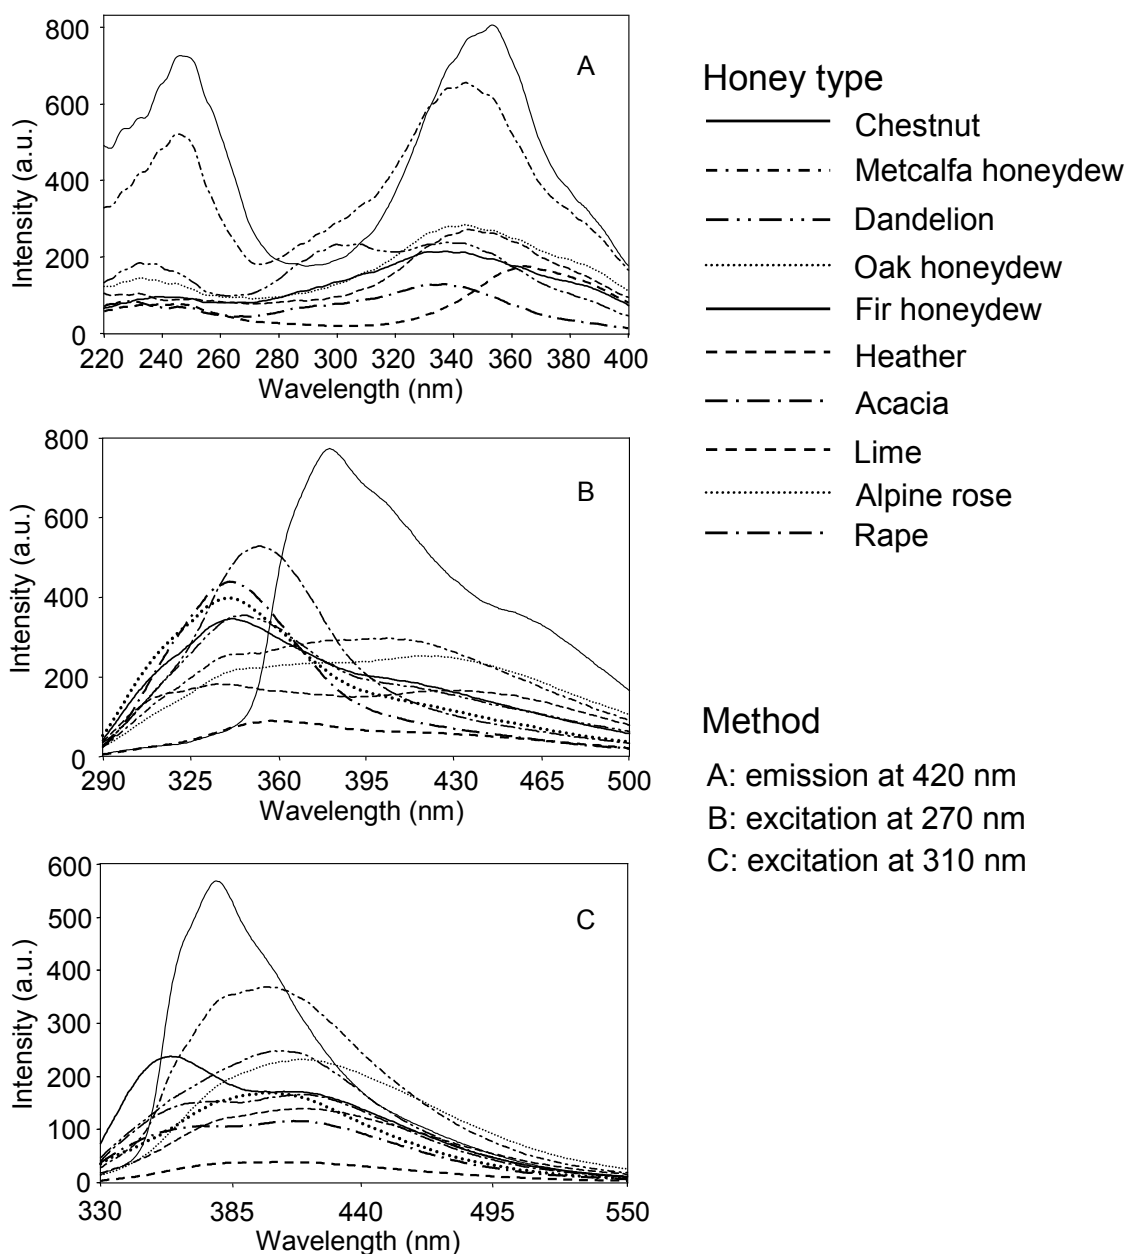 800
600
400
200
0
Intensity (a.u.)
A
220 240 260 280 300 320 340 360 380 400
Wavelength (nm)
800
600
400
200
0
Intensity (a.u.)
B
290 325 360 395 430 465 500
Wavelength (nm)
600
500
400
300
200
100
0
Intensity (a.u.)
C
330 385 440 495 550
Wavelength (nm)
Honey type
Chestnut
Metcalfa honeydew
Dandelion
Oak honeydew
Fir honeydew
Heather
Acacia
Lime
Alpine rose
Rape
Method
A: emission at 420 nm
B: excitation at 270 nm
C: excitation at 310 nm